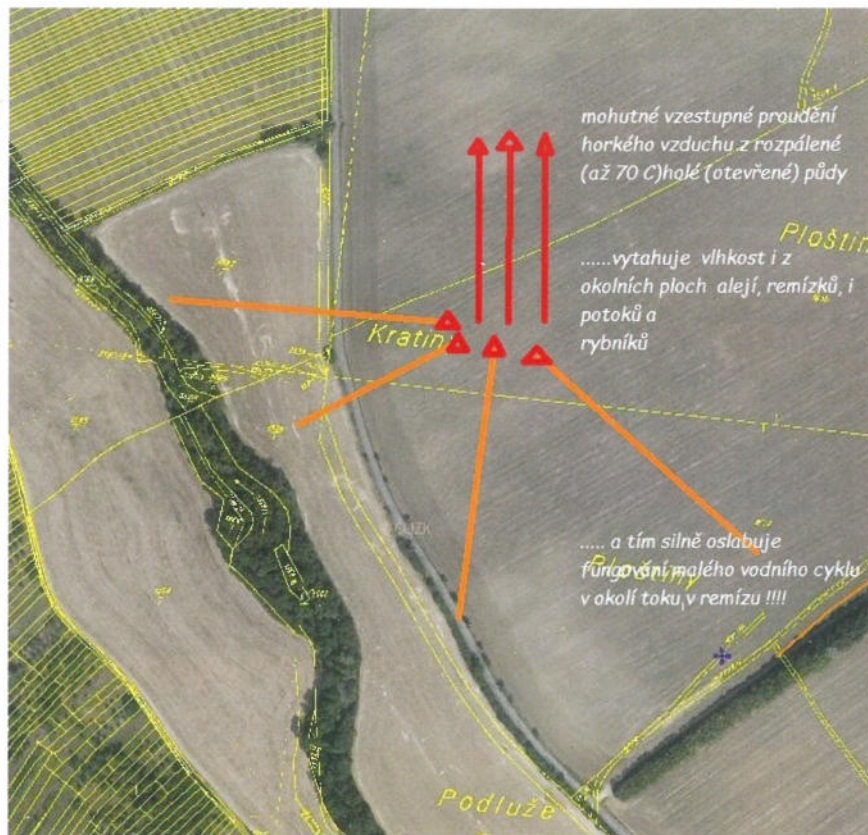 mohutné vzestupné proudění
horkého vzduchu z rozpálené
(až 70 C)holé (otevřené) půdy
Ploštin
......vytahuje vlhkost i z
okolních ploch alejí, remízků, i
potoků a
rybníků
Kratin
..... a tím silně oslabuje
fungování malého vodního cyklu
v okolí toku,v remízu !!!!
Ploštiny
Podluže